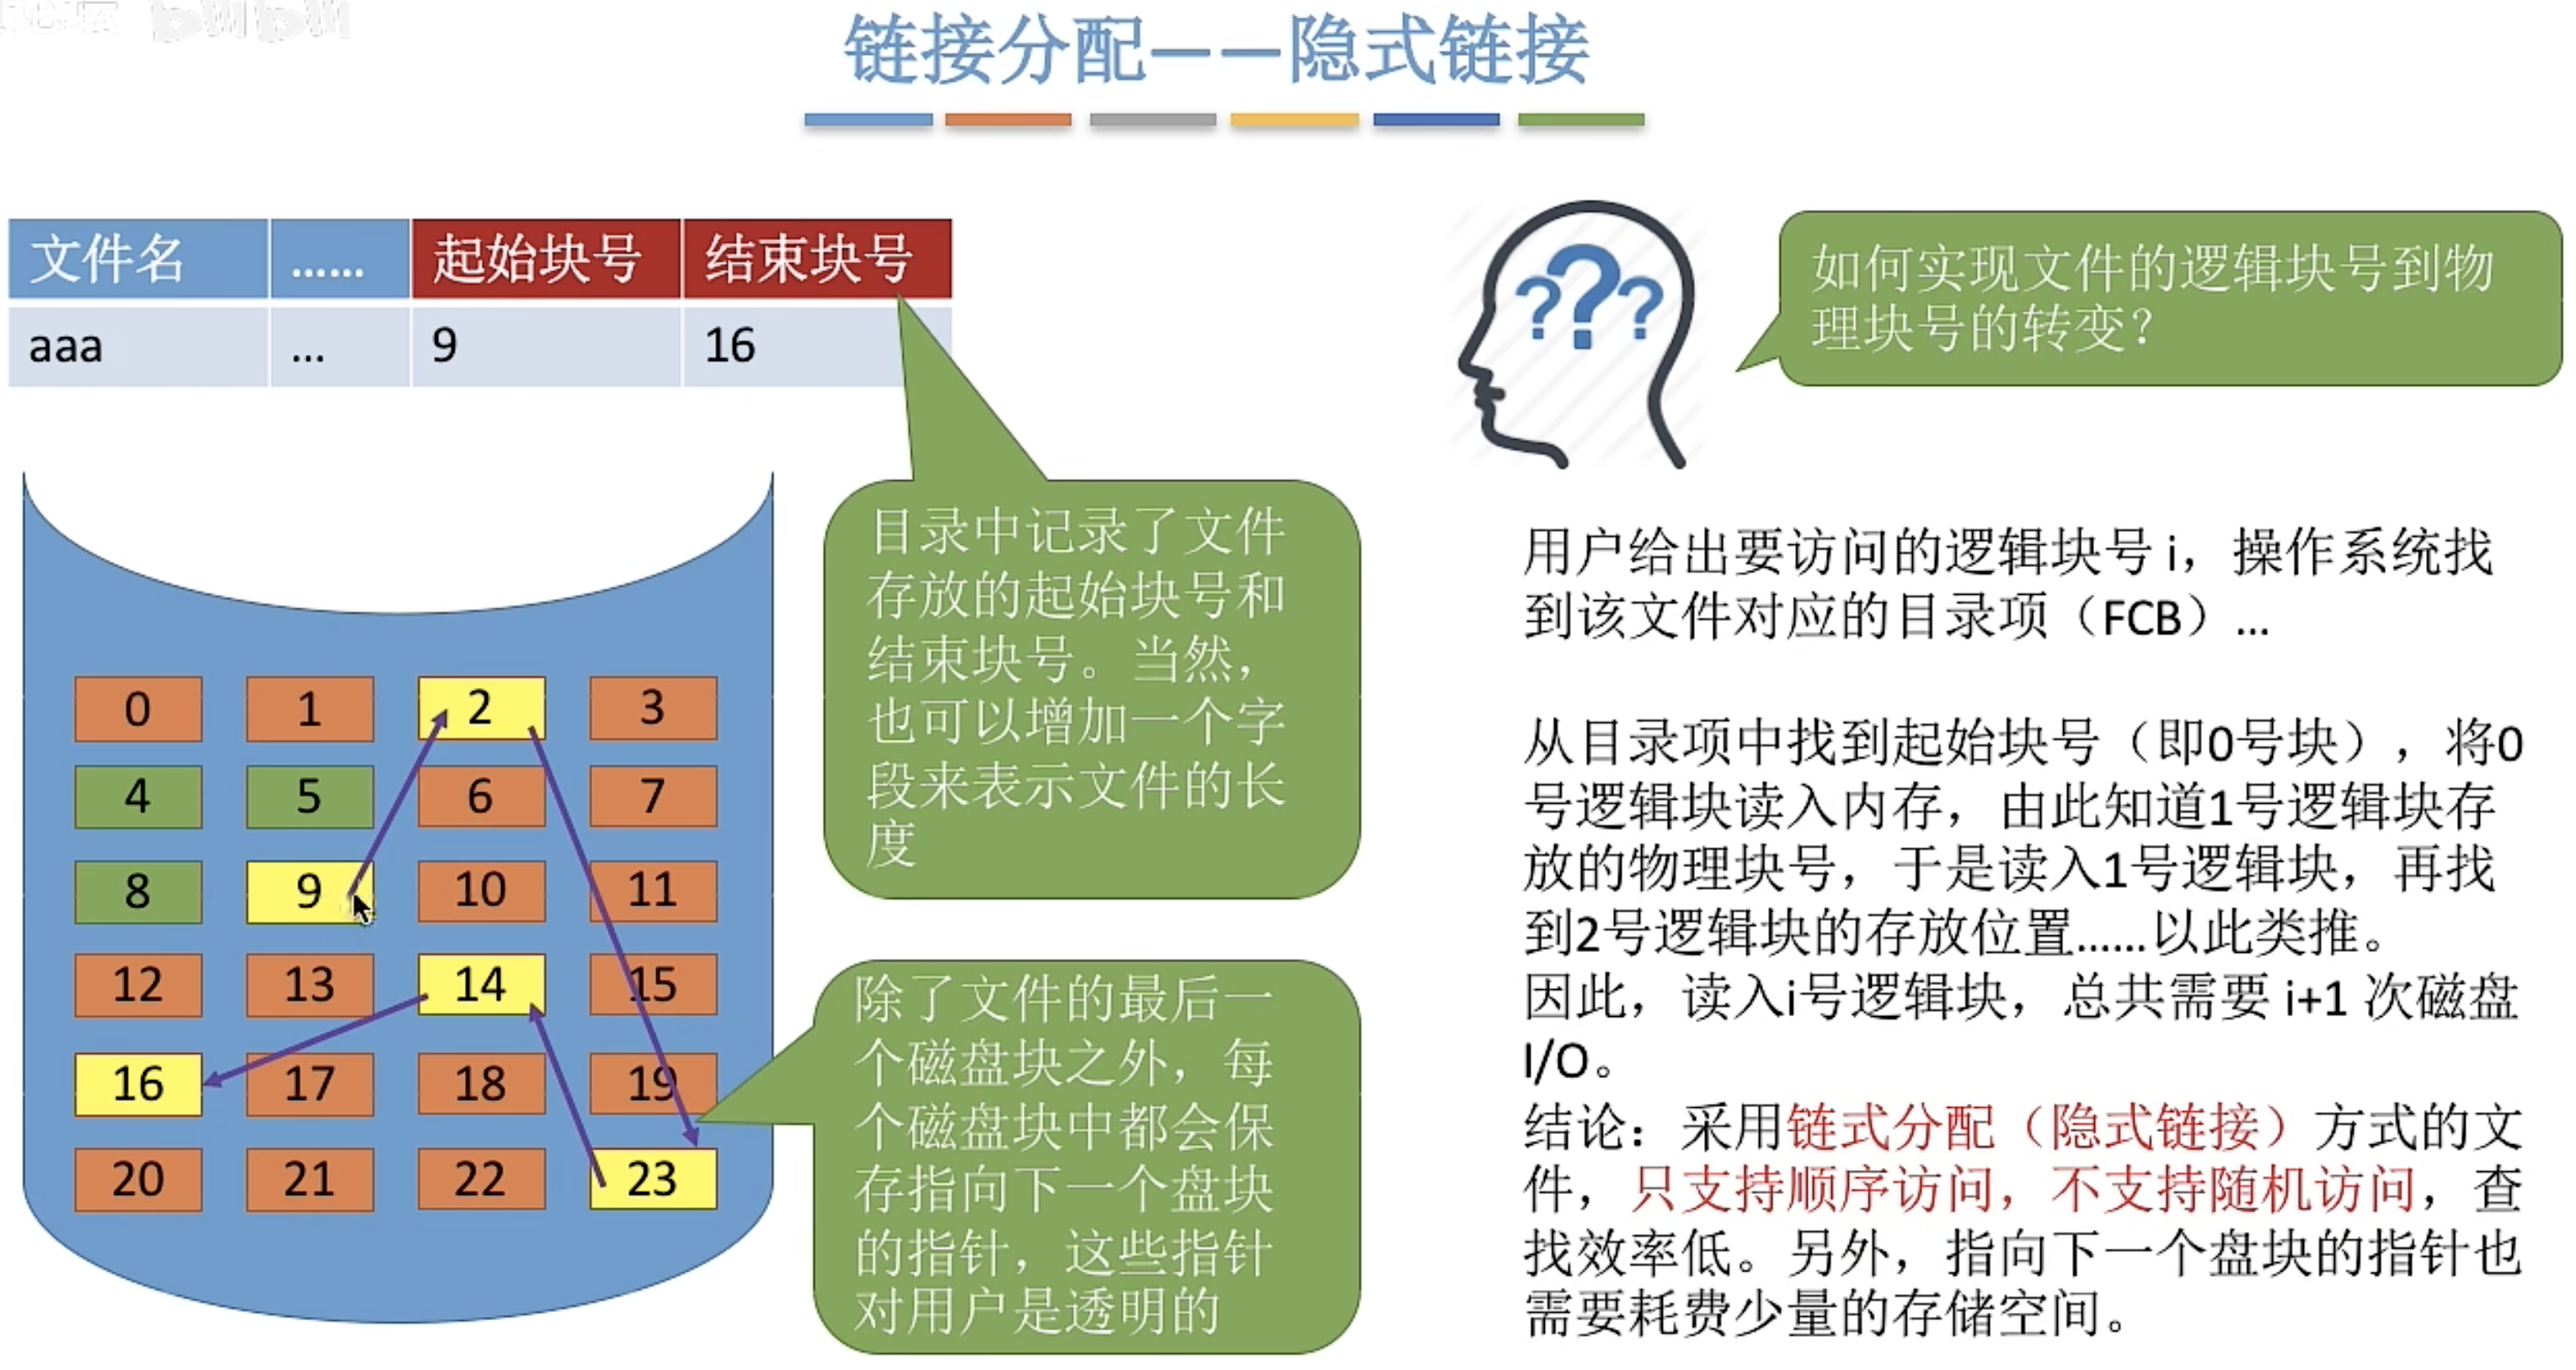 链接分配——隐式链接
文件名 …… 起始块号 结束块号
aaa … 9 16
目录中记录了文件
存放的起始块号和
结束块号。当然，
也可以增加一个字
段来表示文件的长
度
0 1 2 3
4 5 6 7
8 9 10 11
12 13 14 15
16 17 18 19
20 21 22 23
除了文件的最后一
个磁盘块之外，每
个磁盘块中都会保
存指向下一个盘块
的指针，这些指针
对用户是透明的
???
如何实现文件的逻辑块号到物
理块号的转变？
用户给出要访问的逻辑块号 i，操作系统找
到该文件对应的目录项（FCB）…
从目录项中找到起始块号（即0号块），将0
号逻辑块读入内存，由此知道1号逻辑块存
放的物理块号，于是读入1号逻辑块，再找
到2号逻辑块的存放位置……以此类推。
因此，读入i号逻辑块，总共需要 i+1 次磁盘
I/O。
结论：采用链式分配（隐式链接）方式的文
件，只支持顺序访问，不支持随机访问，查
找效率低。另外，指向下一个盘块的指针也
需要耗费少量的存储空间。